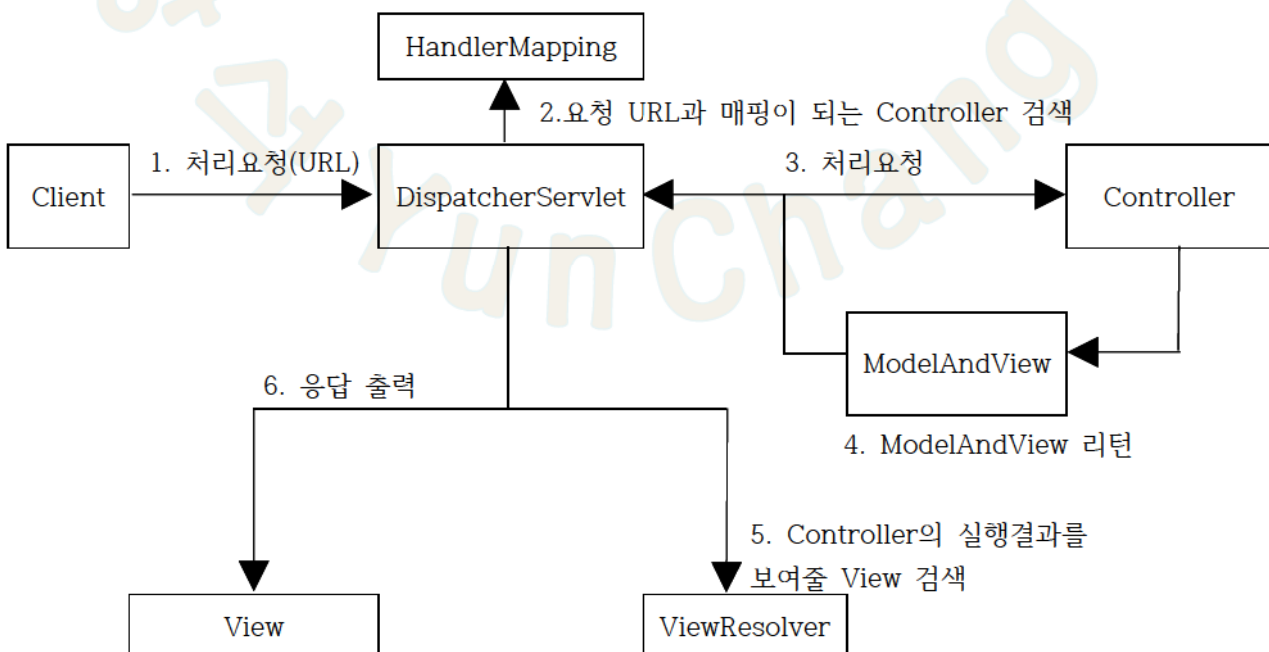 HandlerMapping
2.요청 URL과 매핑이 되는 Controller 검색
1. 처리요청(URL)
3. 처리요청
Client
DispatcherServlet
Controller
ModelAndView
6. 응답 출력
4. ModelAndView 리턴
5. Controller의 실행결과를
보여줄 View 검색
View
ViewResolver
YunChang